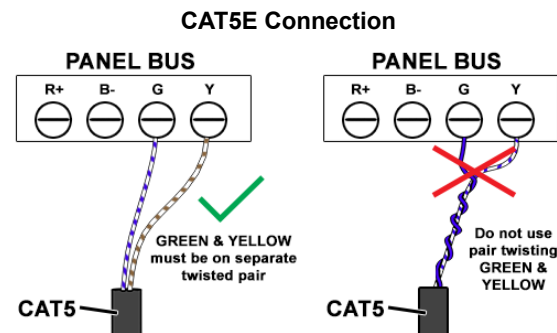 CAT5E Connection
PANEL BUS
R+ B- G Y
GREEN & YELLOW
must be on separate
twisted pair
CAT5
PANEL BUS
R+ B- G Y
Do not use
pair twisting
GREEN &
YELLOW
CAT5